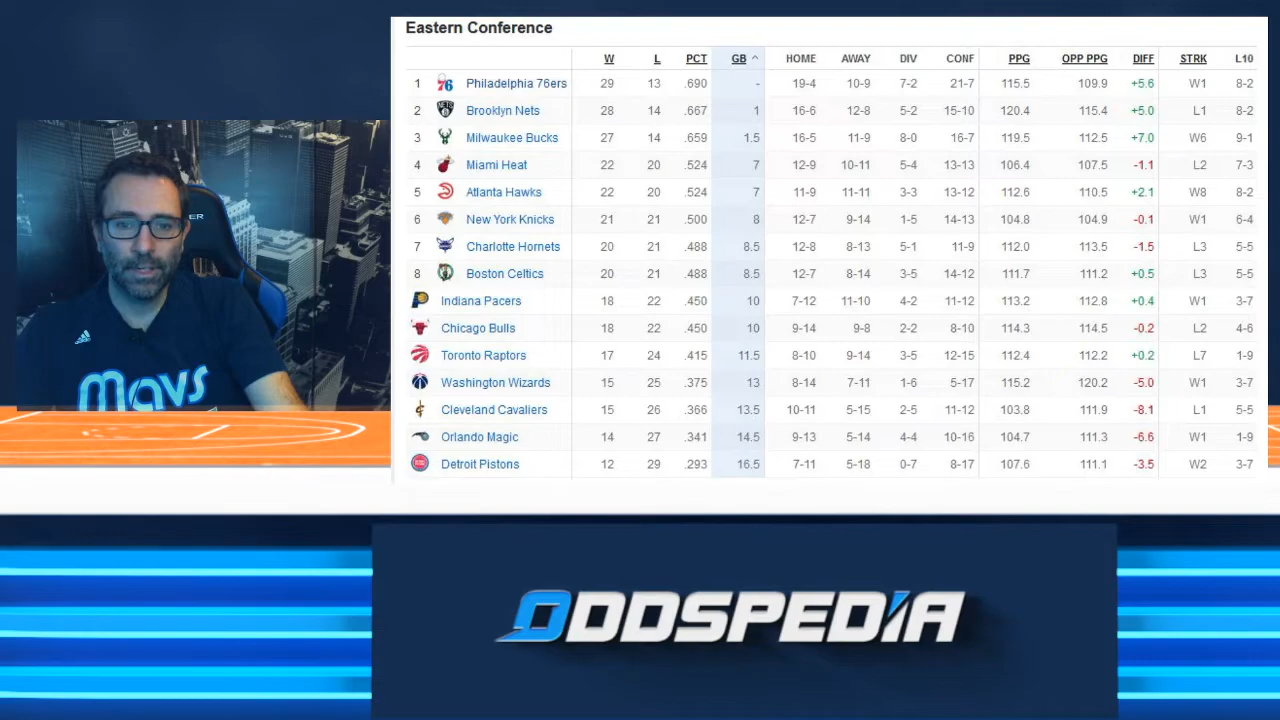 Eastern Conference
W L PCT GB ^ HOME AWAY DIV CONF PPG OPP PPG DIFF STRK L10
1 76 Philadelphia 76ers 29 13 .690 - 19-4 10-9 7-2 21-7 115.5 109.9 +5.6 W1 8-2
2 NETS B Brooklyn Nets 28 14 .667 1 16-6 12-8 5-2 15-10 120.4 115.4 +5.0 L1 8-2
3 Milwaukee Bucks 27 14 .659 1.5 16-5 11-9 8-0 16-7 119.5 112.5 +7.0 W6 9-1
4 Miami Heat 22 20 .524 7 12-9 10-11 5-4 13-13 106.4 107.5 -1.1 L2 7-3
5 Atlanta Hawks 22 20 .524 7 11-9 11-11 3-3 13-12 112.6 110.5 +2.1 W8 8-2
6 New York Knicks 21 21 .500 8 12-7 9-14 1-5 14-13 104.8 104.9 -0.1 W1 6-4
7 Charlotte Hornets 20 21 .488 8.5 12-8 8-13 5-1 11-9 112.0 113.5 -1.5 L3 5-5
8 Boston Celtics 20 21 .488 8.5 12-7 8-14 3-5 14-12 111.7 111.2 +0.5 L3 5-5
Indiana Pacers 18 22 .450 10 7-12 11-10 4-2 11-12 113.2 112.8 +0.4 W1 3-7
Chicago Bulls 18 22 .450 10 9-14 9-8 2-2 8-10 114.3 114.5 -0.2 L2 4-6
Toronto Raptors 17 24 .415 11.5 8-10 9-14 3-5 12-15 112.4 112.2 +0.2 L7 1-9
Washington Wizards 15 25 .375 13 8-14 7-11 1-6 5-17 115.2 120.2 -5.0 W1 3-7
Cleveland Cavaliers 15 26 .366 13.5 10-11 5-15 2-5 11-12 103.8 111.9 -8.1 L1 5-5
Orlando Magic 14 27 .341 14.5 9-13 5-14 4-4 10-16 104.7 111.3 -6.6 W1 1-9
Detroit Pistons 12 29 .293 16.5 7-11 5-18 0-7 8-17 107.6 111.1 -3.5 W2 3-7
ER
adidas
mavs
ODDSPEDIA